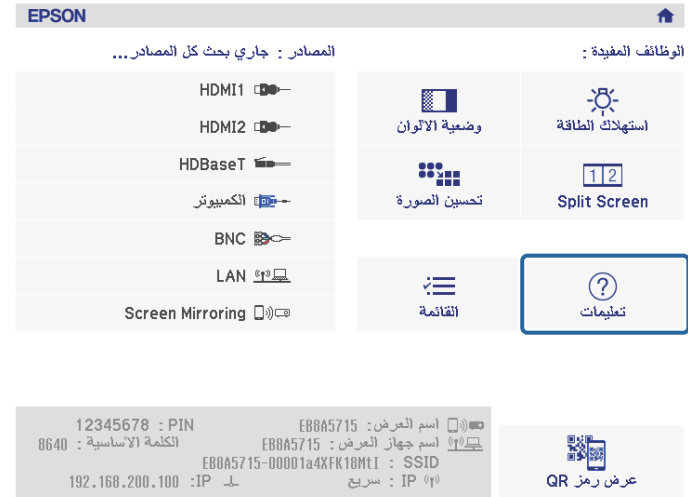 EPSON
الوظائف المفيدة :
المصادر : جاري بحث كل المصادر...
استهلاك الطاقة
وضعية الألوان
1 2
Split Screen
تحسين الصورة
? تعليمات
القائمة
HDMI1
HDMI2
HDBaseT
الكمبيوتر
BNC
LAN
Screen Mirroring
اسم العرض: EB8A5715
PIN : 12345678
اسم جهاز العرض: EB8A5715
الكلمة الأساسية : 8640
SSID : EB8A5715-00001a4XFK18MtI
IP : سريع
IP: 192.168.200.100
عرض رمز QR